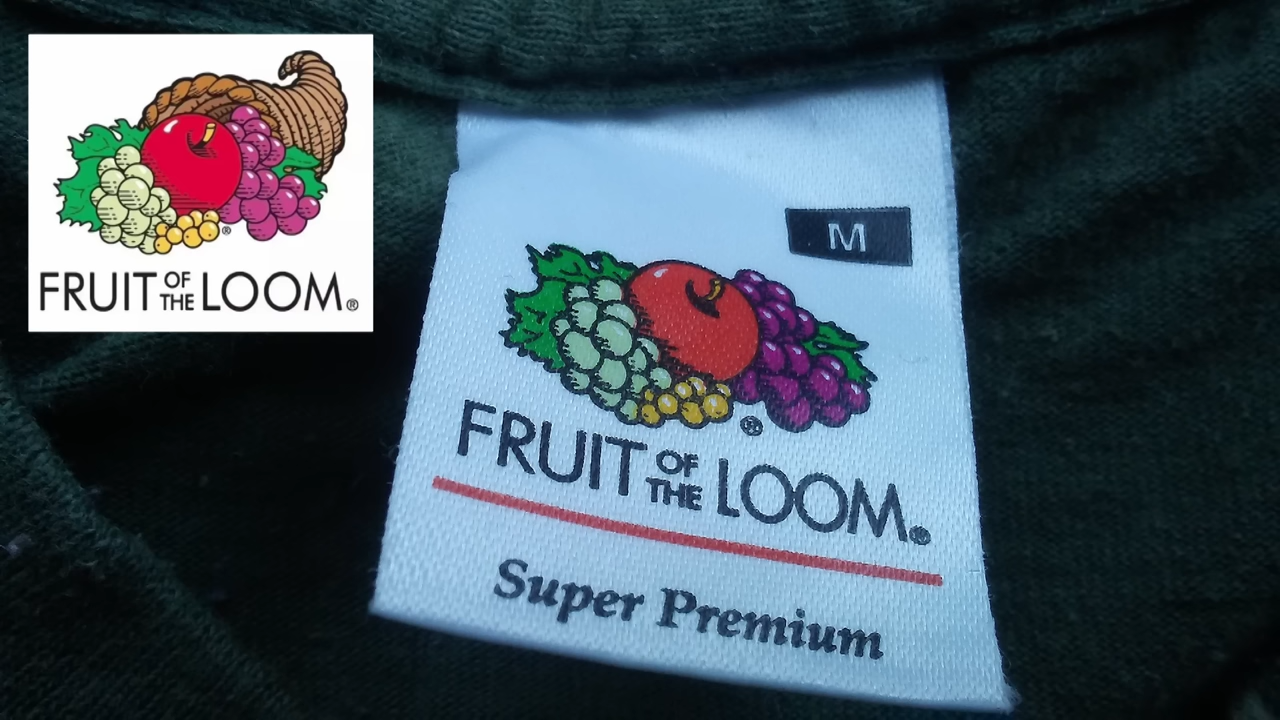 ®
FRUIT OF THE LOOM®
M
®
FRUIT OF THE LOOM®
Super Premium